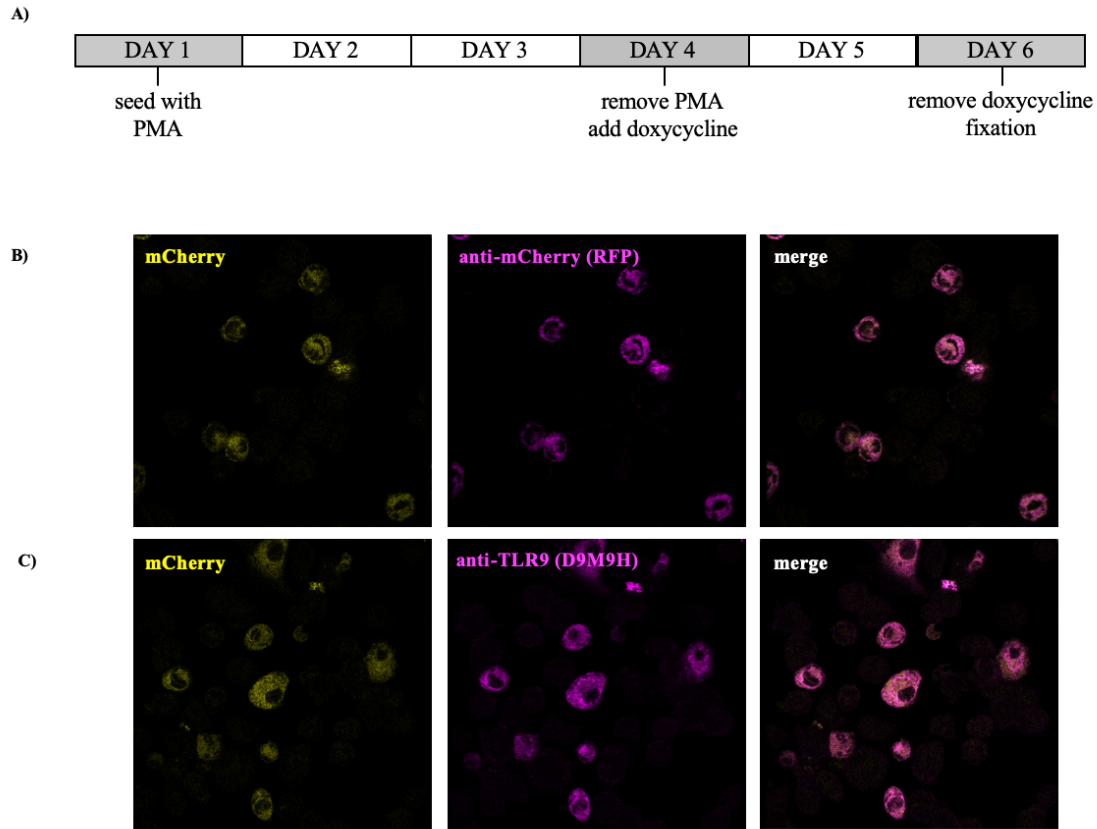 A)
DAY 1 DAY 2 DAY 3 DAY 4 DAY 5 DAY 6
seed with PMA
remove PMA
add doxycycline
remove doxycycline
fixation
B)
mCherry
anti-mCherry (RFP)
merge
C)
mCherry
anti-TLR9 (D9M9H)
merge